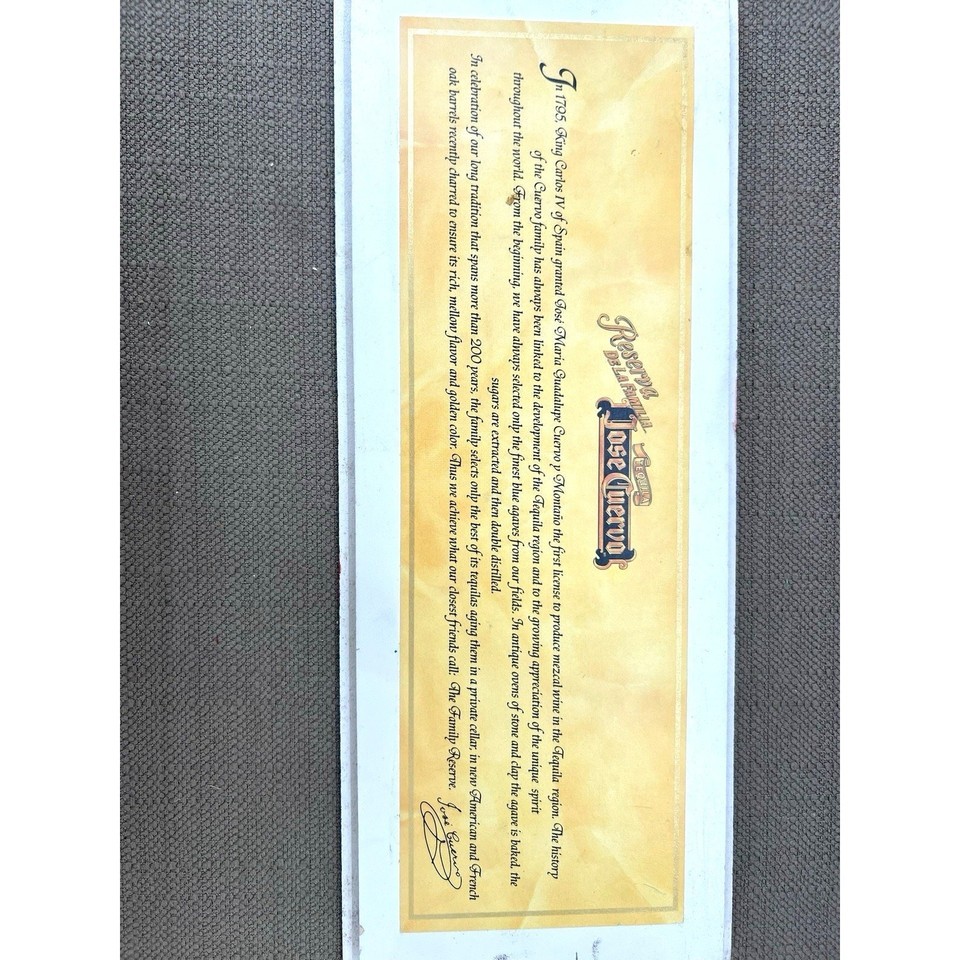 Reserva
DE LA FAMILIA
TEQUILA
Jose Cuervo
In 1795, King Carlos IV of Spain granted José Maria Guadalupe Cuervo y Montaño the first license to produce mezcal wine in the Tequila region. The history
of the Cuervo family has always been linked to the development of the Tequila region and to the growing appreciation of the unique spirit
throughout the world. From the beginning, we have always selected only the finest blue agaves from our fields. In antique ovens of stone and clay the agave is baked, the
sugars are extracted and then double distilled.
In celebration of our long tradition that spans more than 200 years, the family selects only the best of its tequilas aging them in a private cellar, in new American and French
oak barrels recently charred to ensure its rich, mellow flavor and golden color. Thus we achieve what our closest friends call: The Family Reserve.
José Cuervo